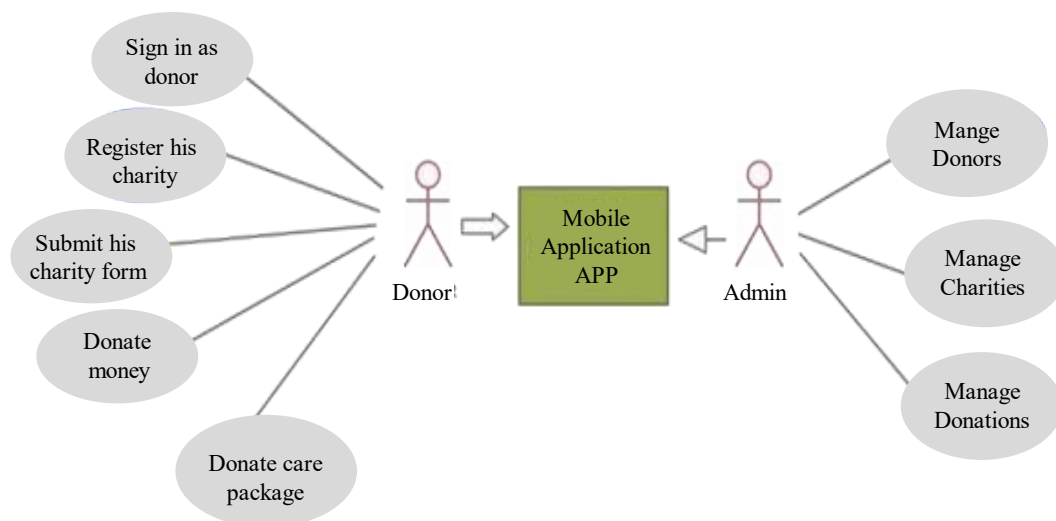 Sign in as
donor
Register his
charity
Submit his
charity form
Donate
money
Donate care
package
Donor
Mobile
Application
APP
Admin
Mange
Donors
Manage
Charities
Manage
Donations